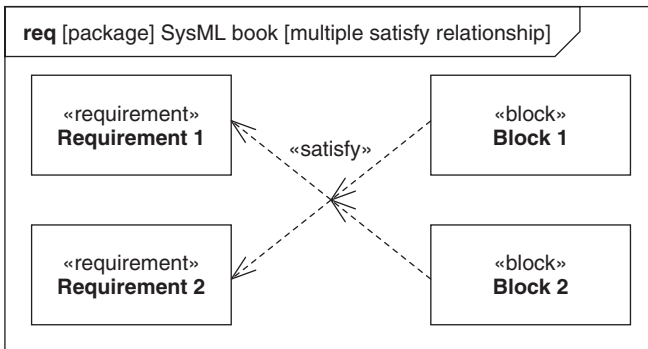 req [package] SysML book [multiple satisfy relationship]
«requirement»
Requirement 1
«satisfy»
«block»
Block 1
«requirement»
Requirement 2
«block»
Block 2